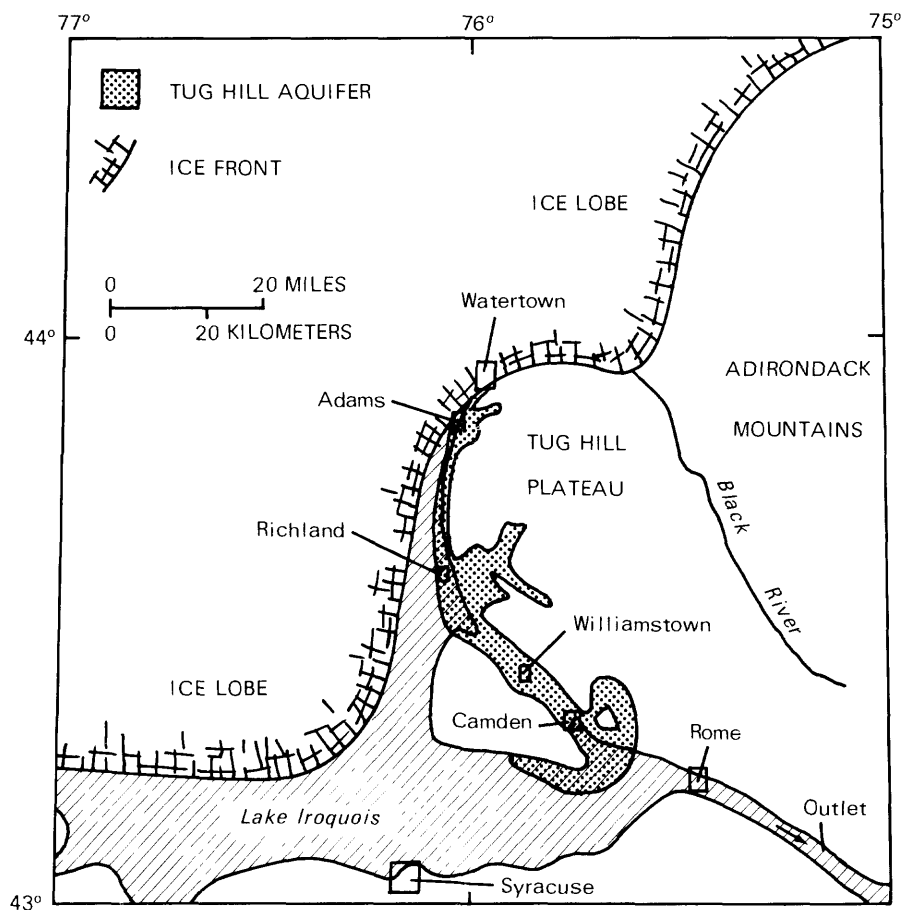 77° 76° 75°
TUG HILL AQUIFER
ICE FRONT
ICE LOBE
0 20 MILES
0 20 KILOMETERS
Watertown
44°
Adams
ADIRONDACK
MOUNTAINS
TUG HILL
PLATEAU
Black
River
Richland
Williamstown
ICE LOBE
Camden
Rome
Outlet
Lake Iroquois
Syracuse
43°